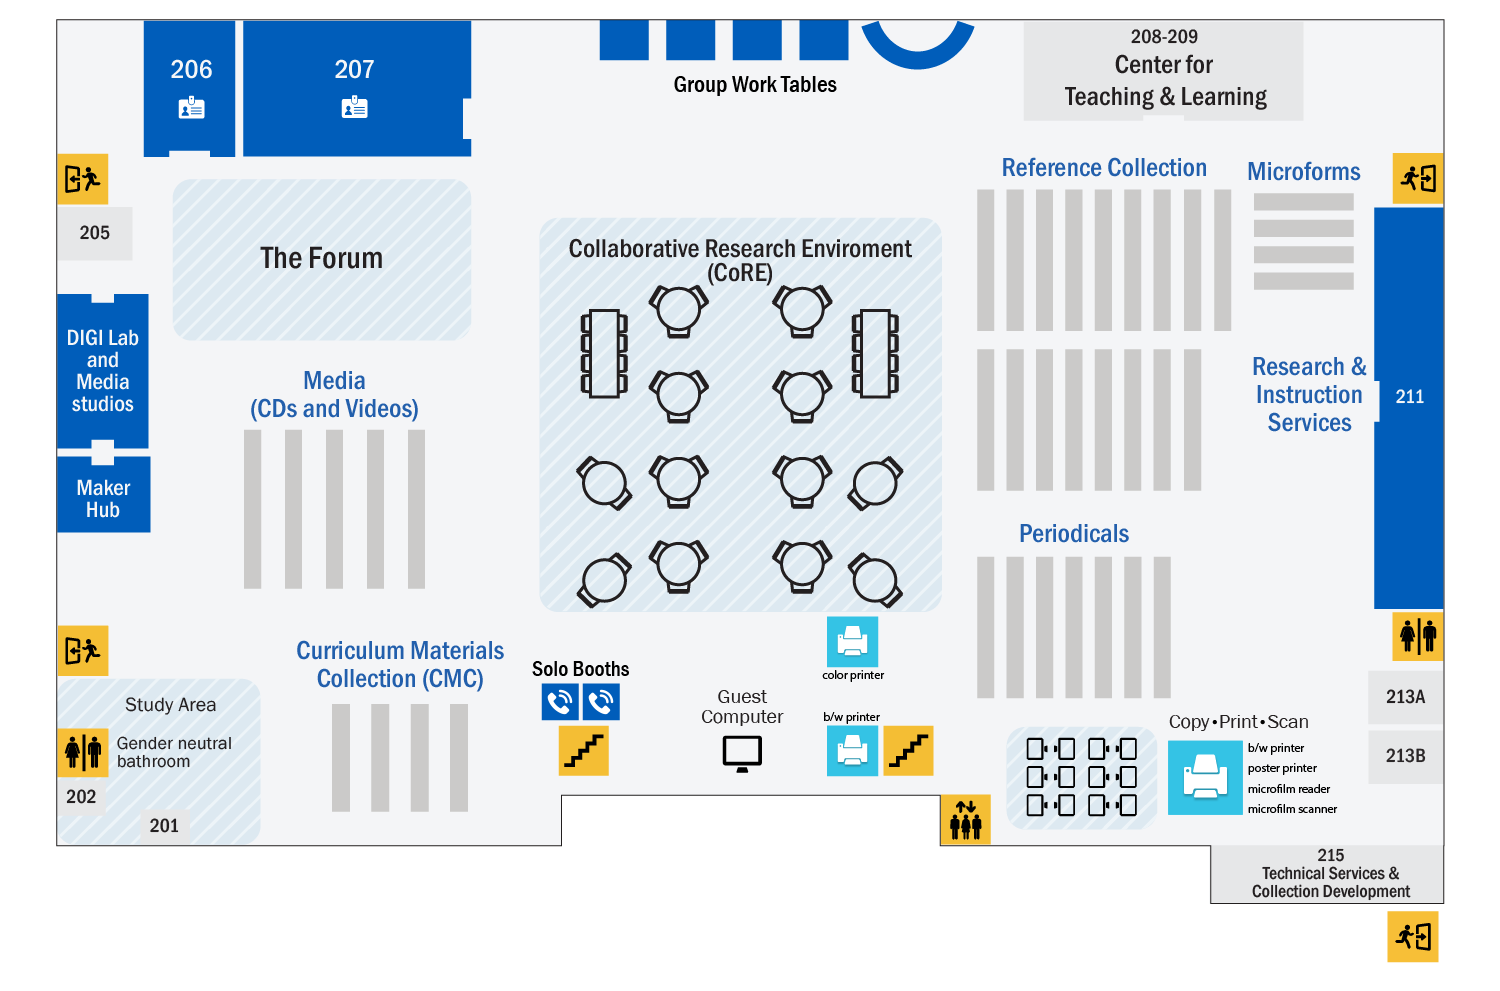 206
207
Group Work Tables
208-209
Center for
Teaching & Learning
Reference Collection
Microforms
205
The Forum
Collaborative Research Enviroment
(CoRE)
DIGI Lab
and
Media
studios
Media
(CDs and Videos)
Research &
Instruction
Services
211
Maker
Hub
Periodicals
Curriculum Materials
Collection (CMC)
Solo Booths
color printer
Guest
Computer
b/w printer
Study Area
Gender neutral
bathroom
202
201
213A
213B
Copy•Print•Scan
b/w printer
poster printer
microfilm reader
microfilm scanner
215
Technical Services &
Collection Development